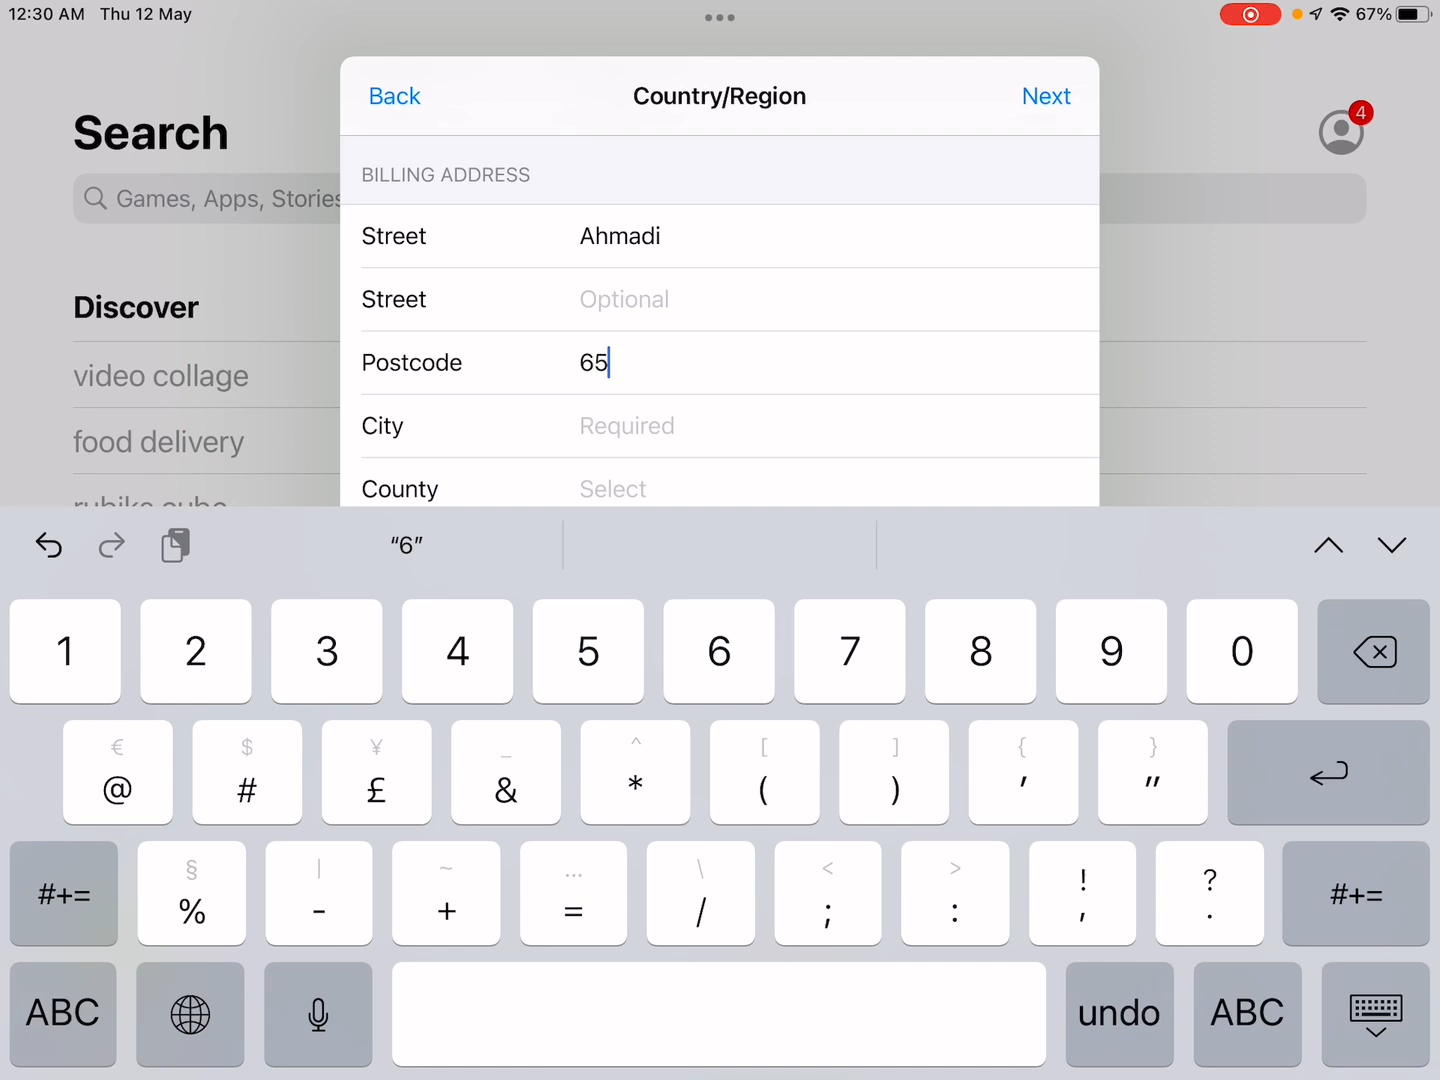 12:30 AM Thu 12 May
67%
Back
Country/Region
Next
Search
4
Games, Apps, Stories
BILLING ADDRESS
Street Ahmadi
Street Optional
Discover
Postcode 65
video collage
City Required
food delivery
County Select
rubiks cube
“6”
1 2 3 4 5 6 7 8 9 0
€ $ ¥ _ ^ [ ] { }
@ # £ & * ( ) ' "
§ | ~ … \ < > ! ?
#+= % - + = / ; : , . #+=
ABC undo ABC